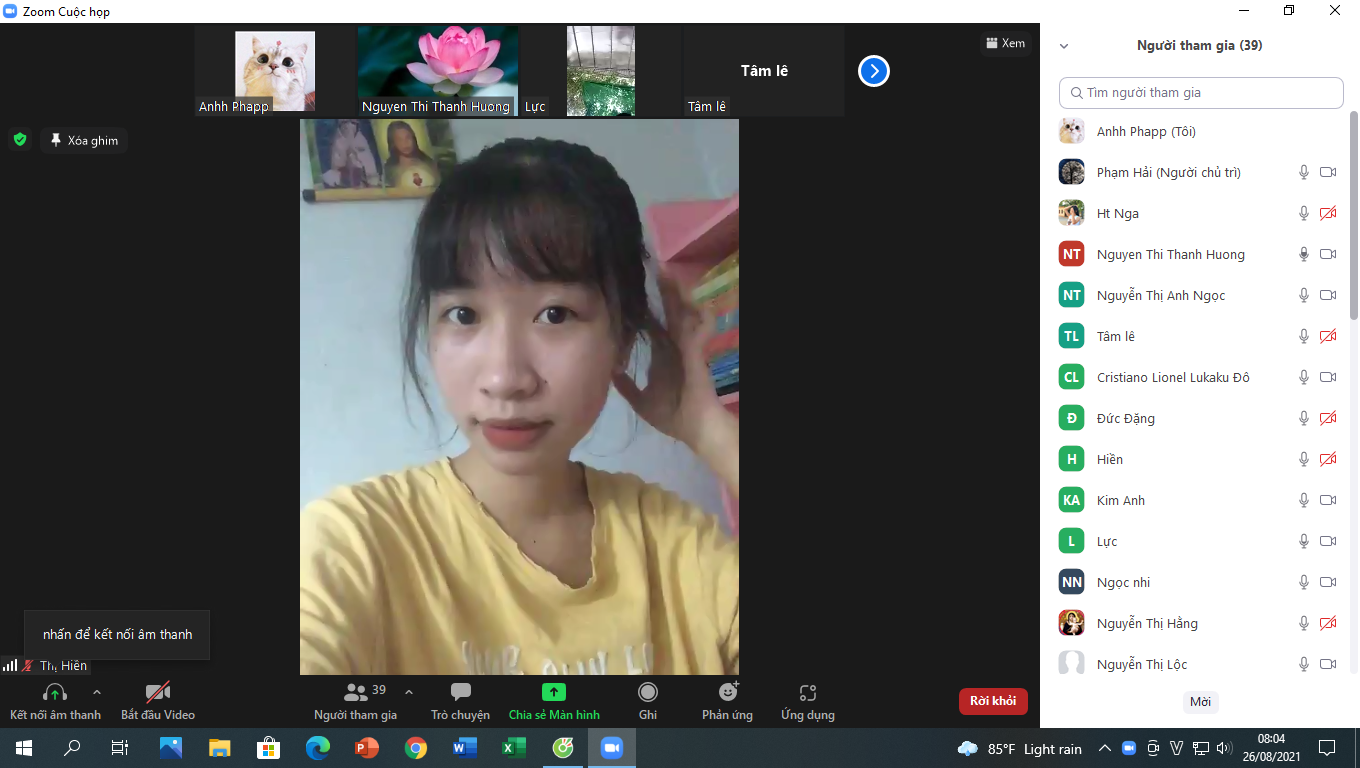 Zoom Cuộc họp
Anhh Phapp
Nguyen Thi Thanh Huong
Lực
Tâm lê
Tâm lê
Xem
Xóa ghim
nhấn để kết nối âm thanh
Thị Hiền
Kết nối âm thanh
Bắt đầu Video
Người tham gia
39
Trò chuyện
Chia sẻ Màn hình
Ghi
Phản ứng
Ứng dụng
Rời khỏi
Người tham gia (39)
Tìm người tham gia
Anhh Phapp (Tôi)
Phạm Hải (Người chủ trì)
Ht Nga
NT Nguyen Thi Thanh Huong
NT Nguyễn Thị Anh Ngọc
TL Tâm lê
CL Cristiano Lionel Lukaku Đô
Đ Đức Đặng
H Hiền
KA Kim Anh
L Lực
NN Ngọc nhi
Nguyễn Thị Hằng
Nguyễn Thị Lộc
Mời
85°F Light rain
08:04
26/08/2021